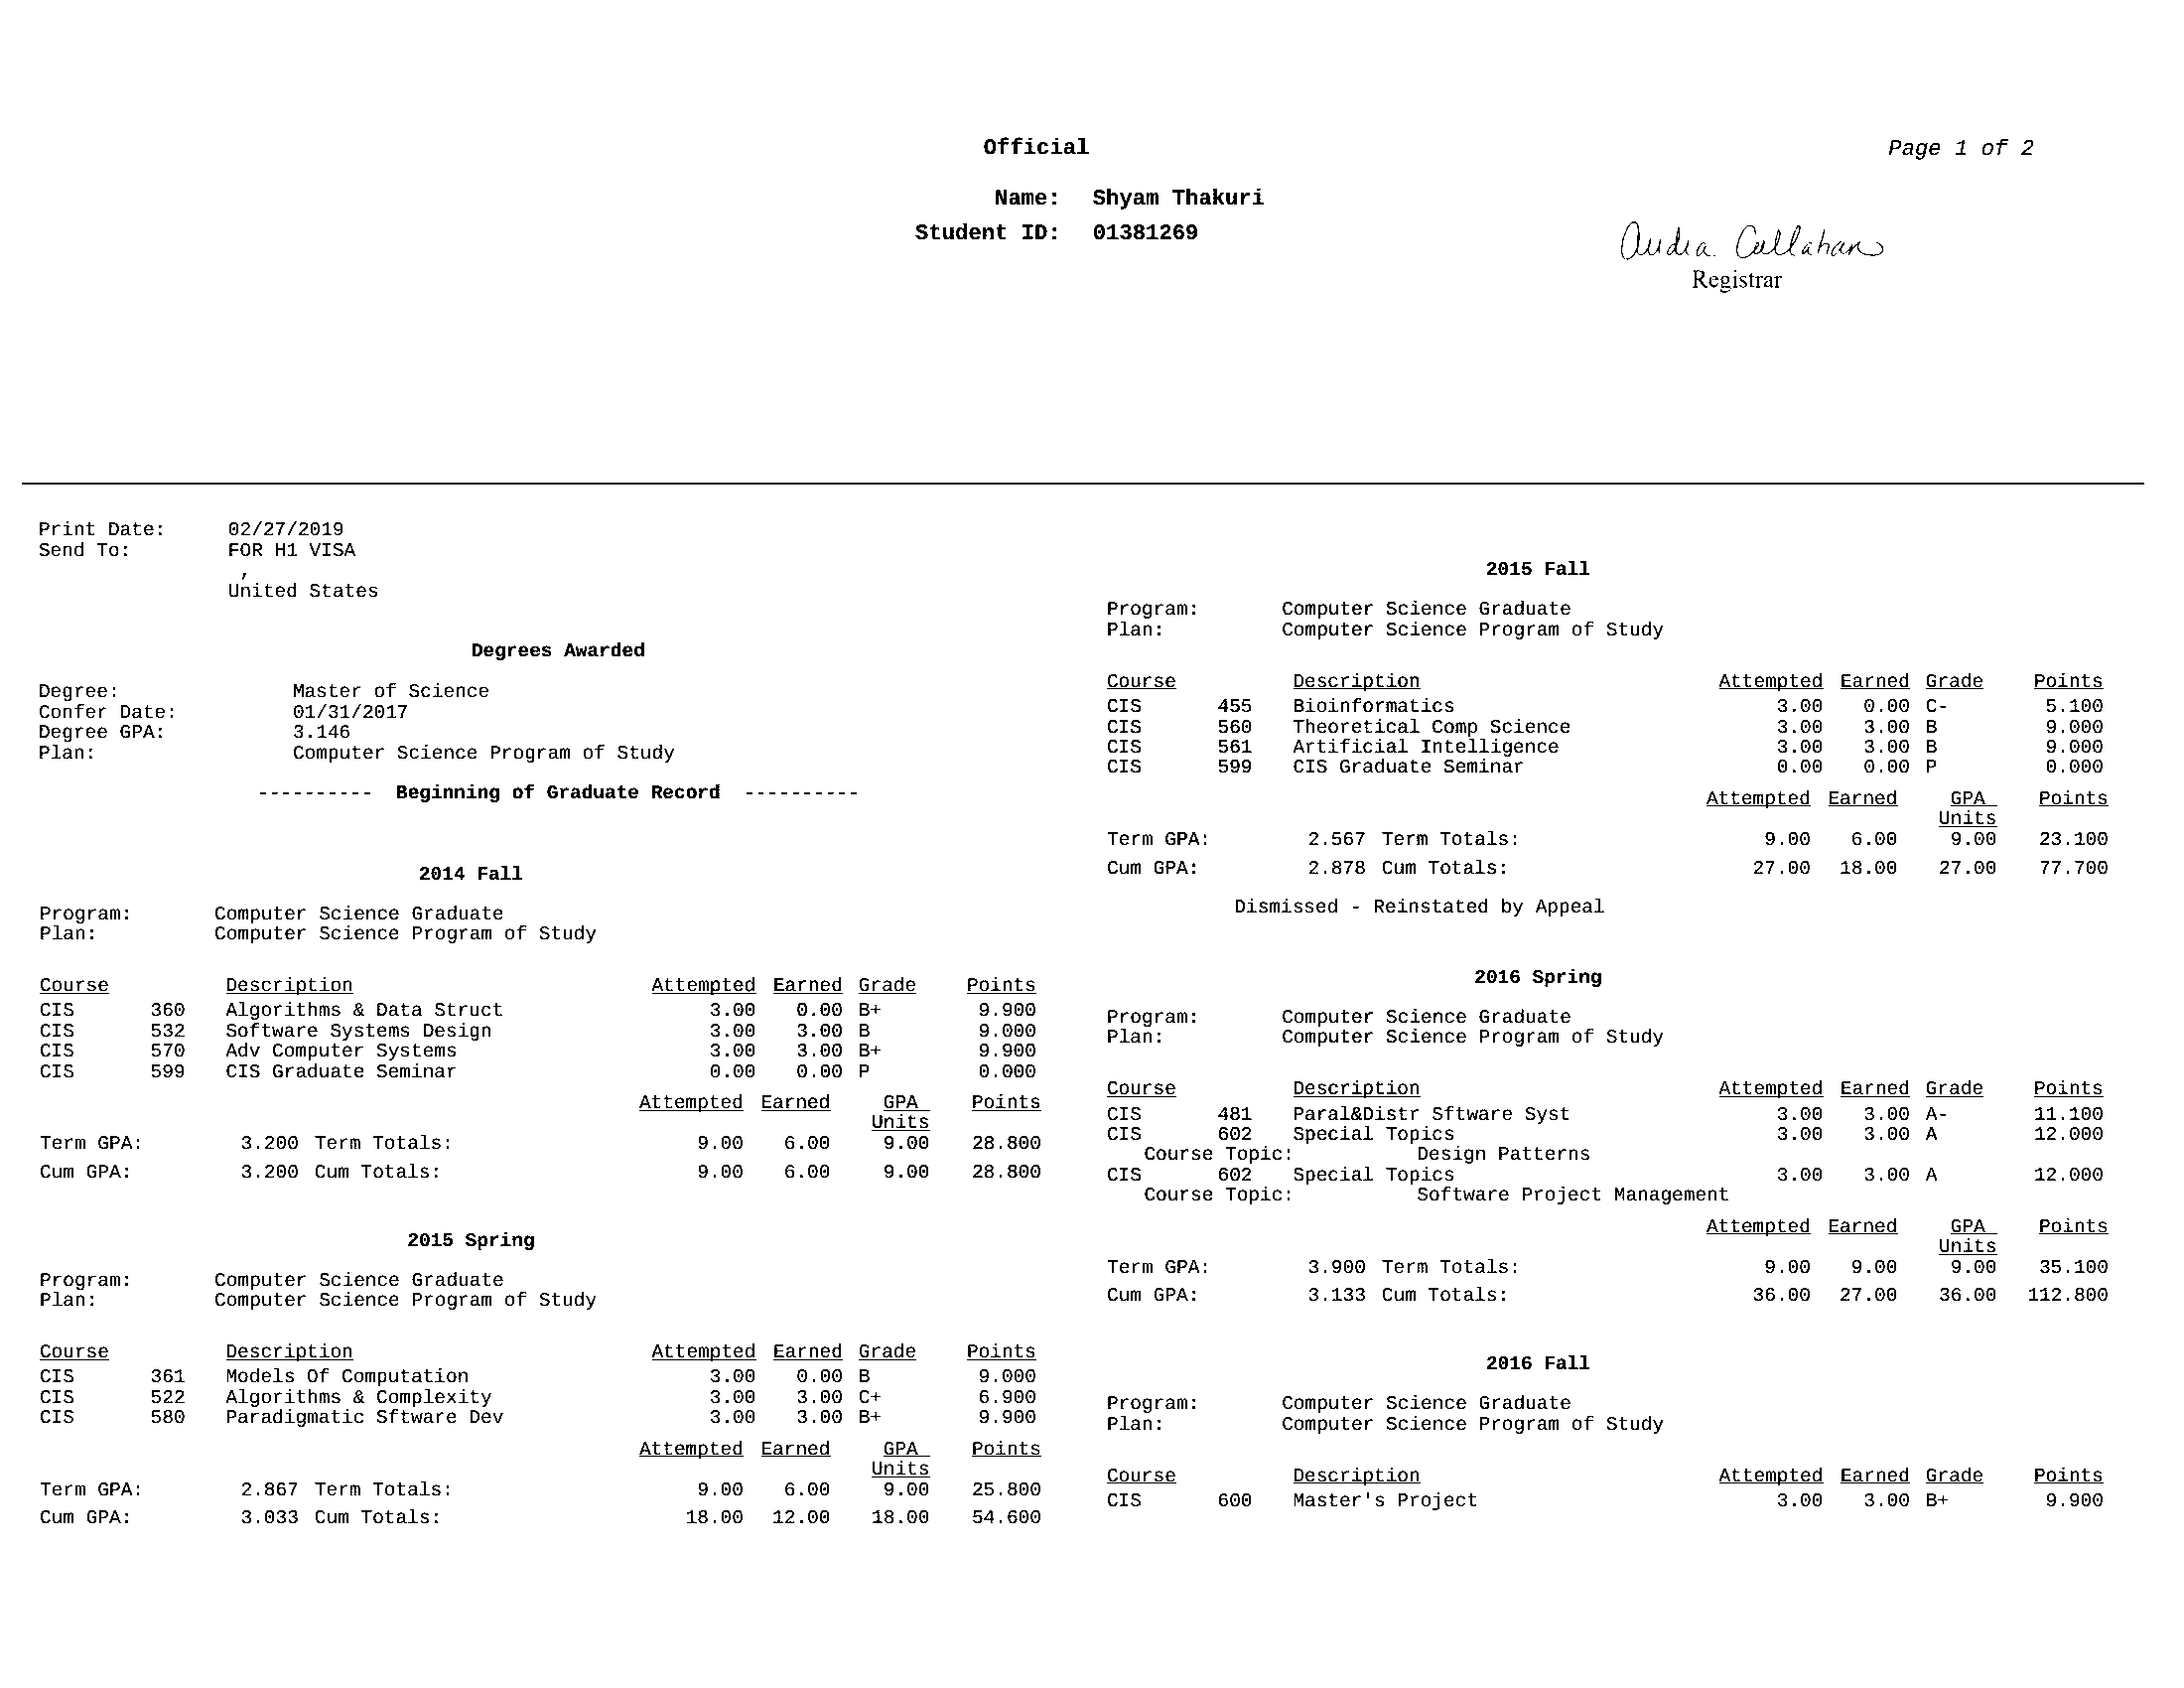 Official
Page 1 of 2
Name: Shyam Thakuri
Student ID: 01381269
Audra Callahan
Registrar
Print Date: 02/27/2019
Send To: FOR H1 VISA
,
United States
Degrees Awarded
Degree: Master of Science
Confer Date: 01/31/2017
Degree GPA: 3.146
Plan: Computer Science Program of Study
---------- Beginning of Graduate Record ----------
2014 Fall
Program: Computer Science Graduate
Plan: Computer Science Program of Study
Course Description Attempted Earned Grade Points
CIS 360 Algorithms & Data Struct 3.00 0.00 B+ 9.900
CIS 532 Software Systems Design 3.00 3.00 B 9.000
CIS 570 Adv Computer Systems 3.00 3.00 B+ 9.900
CIS 599 CIS Graduate Seminar 0.00 0.00 P 0.000
Attempted Earned GPA Points
Units
Term GPA: 3.200 Term Totals: 9.00 6.00 9.00 28.800
Cum GPA: 3.200 Cum Totals: 9.00 6.00 9.00 28.800
2015 Spring
Program: Computer Science Graduate
Plan: Computer Science Program of Study
Course Description Attempted Earned Grade Points
CIS 361 Models Of Computation 3.00 0.00 B 9.000
CIS 522 Algorithms & Complexity 3.00 3.00 C+ 6.900
CIS 580 Paradigmatic Sftware Dev 3.00 3.00 B+ 9.900
Attempted Earned GPA Points
Units
Term GPA: 2.867 Term Totals: 9.00 6.00 9.00 25.800
Cum GPA: 3.033 Cum Totals: 18.00 12.00 18.00 54.600
2015 Fall
Program: Computer Science Graduate
Plan: Computer Science Program of Study
Course Description Attempted Earned Grade Points
CIS 455 Bioinformatics 3.00 0.00 C- 5.100
CIS 560 Theoretical Comp Science 3.00 3.00 B 9.000
CIS 561 Artificial Intelligence 3.00 3.00 B 9.000
CIS 599 CIS Graduate Seminar 0.00 0.00 P 0.000
Attempted Earned GPA Points
Units
Term GPA: 2.567 Term Totals: 9.00 6.00 9.00 23.100
Cum GPA: 2.878 Cum Totals: 27.00 18.00 27.00 77.700
Dismissed - Reinstated by Appeal
2016 Spring
Program: Computer Science Graduate
Plan: Computer Science Program of Study
Course Description Attempted Earned Grade Points
CIS 481 Paral&Distr Sftware Syst 3.00 3.00 A- 11.100
CIS 602 Special Topics 3.00 3.00 A 12.000
Course Topic: Design Patterns
CIS 602 Special Topics 3.00 3.00 A 12.000
Course Topic: Software Project Management
Attempted Earned GPA Points
Units
Term GPA: 3.900 Term Totals: 9.00 9.00 9.00 35.100
Cum GPA: 3.133 Cum Totals: 36.00 27.00 36.00 112.800
2016 Fall
Program: Computer Science Graduate
Plan: Computer Science Program of Study
Course Description Attempted Earned Grade Points
CIS 600 Master's Project 3.00 3.00 B+ 9.900